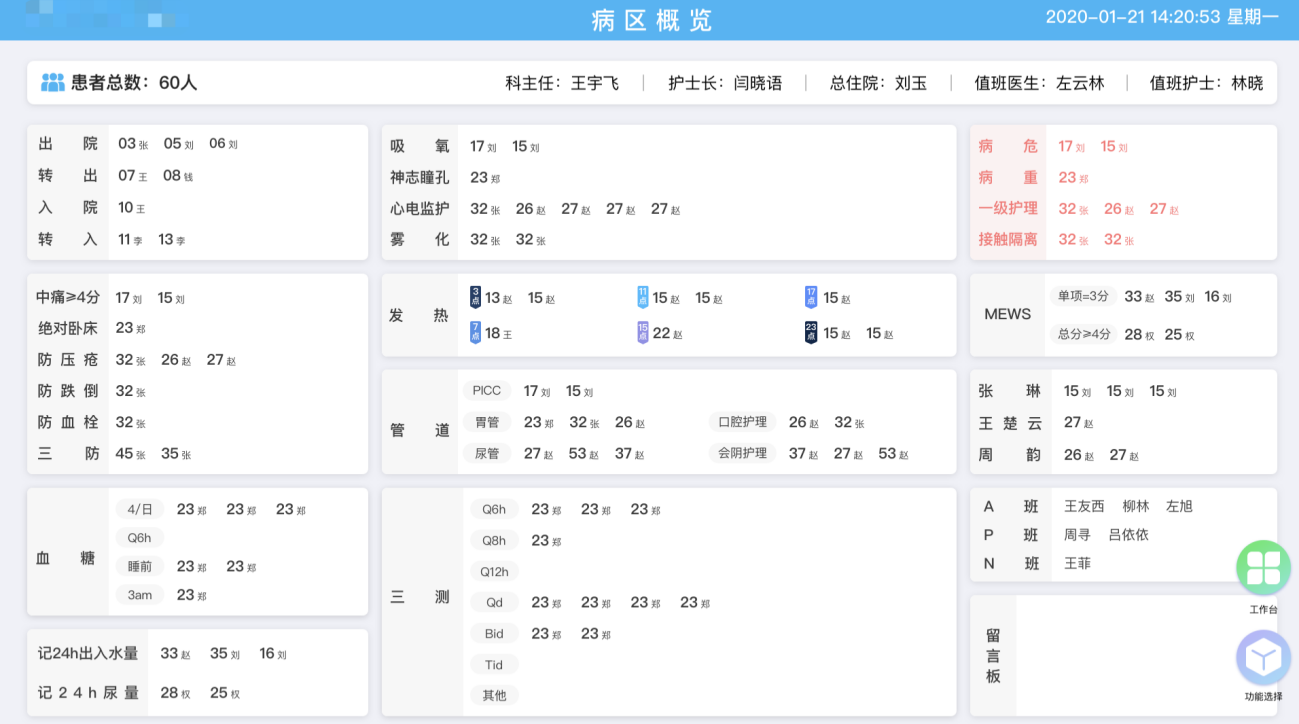 病区概览
2020-01-21 14:20:53 星期一
患者总数：60人
科主任：王宇飞 | 护士长：闫晓语 | 总住院：刘玉 | 值班医生：左云林 | 值班护士：林晓
出院 03张 05刘 06刘
转出 07王 08钱
入院 10王
转入 11李 13李
吸氧 17刘 15刘
神志瞳孔 23郑
心电监护 32张 26赵 27赵 27赵 27赵
雾化 32张 32张
病危 17刘 15刘
病重 23郑
一级护理 32张 26赵 27赵
接触隔离 32张 32张
中痛≥4分 17刘 15刘
绝对卧床 23郑
防压疮 32张 26赵 27赵
防跌倒 32张
防血栓 32张
三防 45张 35张
发热
3点 13赵 15赵 11点 15赵 15赵 17点 15赵
7点 18王 15点 22赵 23点 15赵 15赵
MEWS
单项=3分 33赵 35刘 16刘
总分≥4分 28权 25权
管道
PICC 17刘 15刘
胃管 23郑 32张 26赵 口腔护理 26赵 32张
尿管 27赵 53赵 37赵 会阴护理 37赵 27赵 53赵
张琳 15刘 15刘 15刘
王楚云 27赵
周韵 26赵 27赵
血糖
4/日 23郑 23郑 23郑
Q6h
睡前 23郑 23郑
3am 23郑
三测
Q6h 23郑 23郑 23郑
Q8h 23郑
Q12h
Qd 23郑 23郑 23郑 23郑
Bid 23郑 23郑
Tid
其他
A班 王友西 柳林 左旭
P班 周寻 吕依依
N班 王菲
记24h出入水量 33赵 35刘 16刘
记24h尿量 28权 25权
留言板
工作台
功能选择